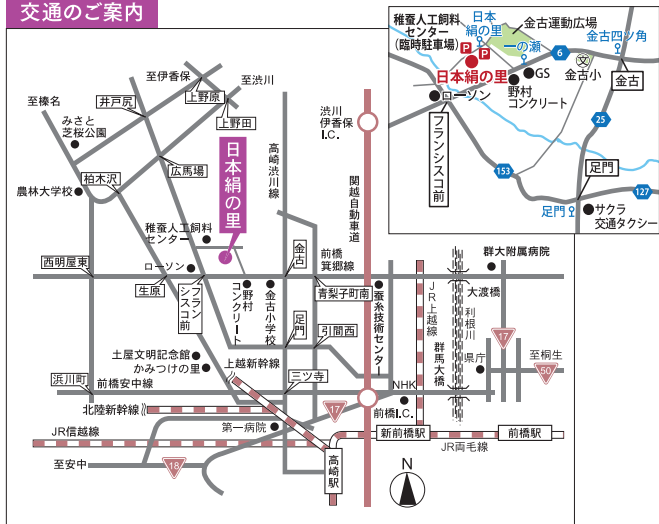 交通のご案内
稚蚕人工飼料
センター
(臨時駐車場)
日本
絹の里
金古運動広場
一の瀬
金古四ツ角
P
P
6
日本絹の里
GS
文
金古小
金古
野村
コンクリート
ローソン
フランシスコ前
25
153
足門
127
足門
サクラ
交通タクシー
至伊香保
至渋川
至榛名
井戸尻
上野原
上野田
みさと
芝桜公園
広馬場
柏木沢
農林大学校
日本絹の里
高崎渋川線
渋川
伊香保
I.C.
関越自動車道
稚蚕人工飼料
センター
西明屋東
ローソン
生原
フランシスコ前
野村
コンクリート
金古小学校
金古
足門
前橋
箕郷線
青梨子町南
引間西
蚕糸技術センター
JR上越線
群大附属病院
大渡橋
利根川
群馬大橋
県庁
17
至桐生
50
土屋文明記念館
かみつけの里
上越新幹線
三ツ寺
浜川町
前橋安中線
北陸新幹線
17
NHK
前橋I.C.
第一病院
JR信越線
新前橋駅
前橋駅
JR両毛線
至安中
18
高崎駅
N